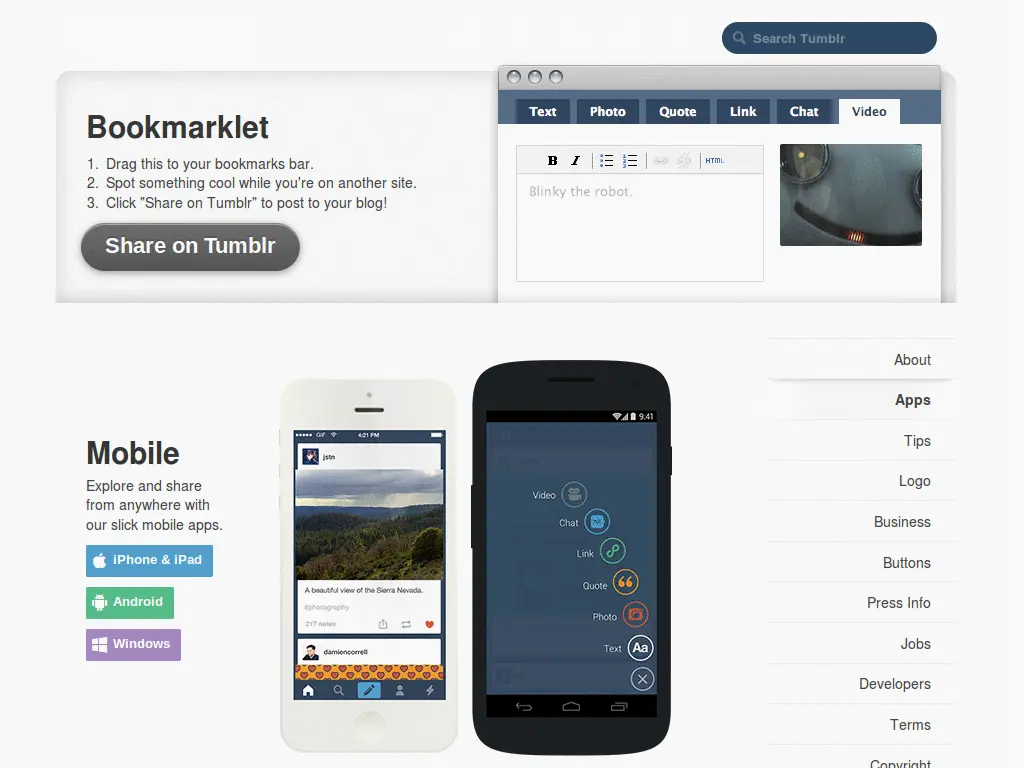 Search Tumblr
Bookmarklet
1. Drag this to your bookmarks bar.
2. Spot something cool while you're on another site.
3. Click "Share on Tumblr" to post to your blog!
Share on Tumblr
Text Photo Quote Link Chat Video
B I HTML
Blinky the robot.
Mobile
Explore and share
from anywhere with
our slick mobile apps.
iPhone & iPad
Android
Windows
GIF 4:21 PM
jstn
A beautiful view of the Sierra Nevada.
#photography
217 notes
damiencorrell
9:41
Video
Chat
Link
Quote
Photo
Text Aa
About
Apps
Tips
Logo
Business
Buttons
Press Info
Jobs
Developers
Terms
Copyright